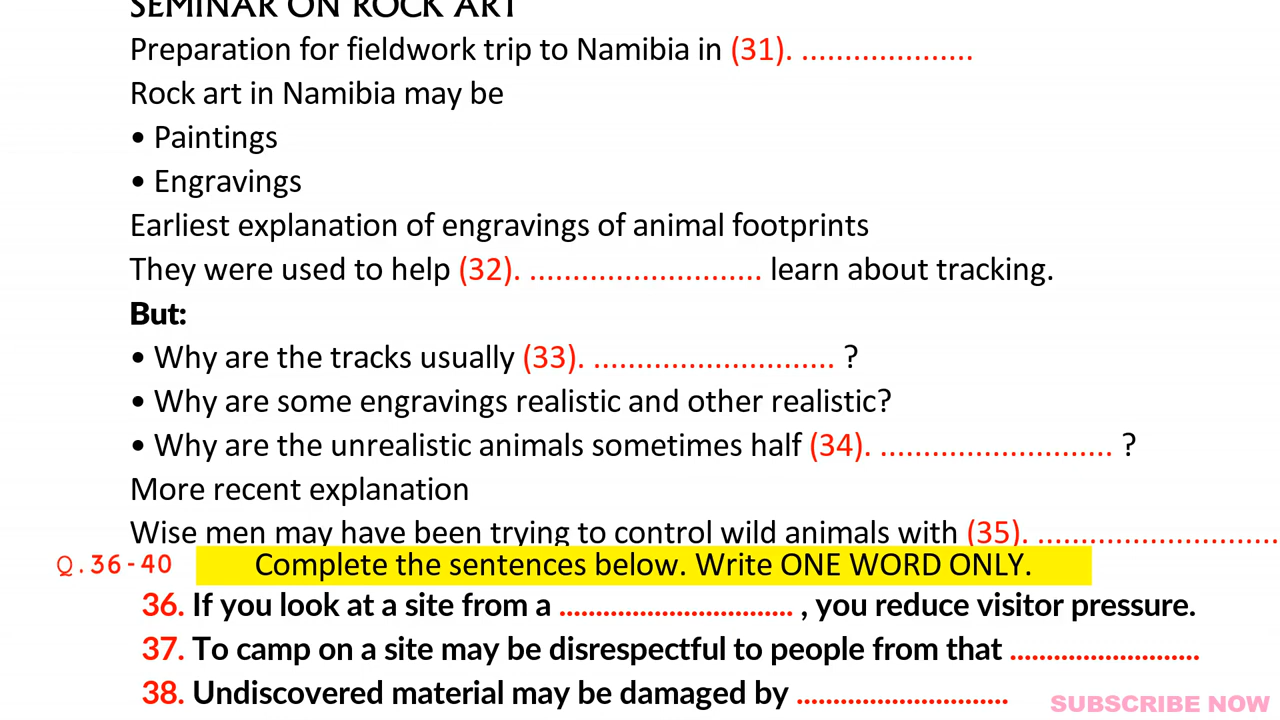 SEMINAR ON ROCK ART
Preparation for fieldwork trip to Namibia in (31). ....................
Rock art in Namibia may be
• Paintings
• Engravings
Earliest explanation of engravings of animal footprints
They were used to help (32). ........................... learn about tracking.
But:
• Why are the tracks usually (33). ............................ ?
• Why are some engravings realistic and other realistic?
• Why are the unrealistic animals sometimes half (34). ........................... ?
More recent explanation
Wise men may have been trying to control wild animals with (35). ............................
Q.36-40 Complete the sentences below. Write ONE WORD ONLY.
36. If you look at a site from a ................................ , you reduce visitor pressure.
37. To camp on a site may be disrespectful to people from that ..........................
38. Undiscovered material may be damaged by .............................
SUBSCRIBE NOW